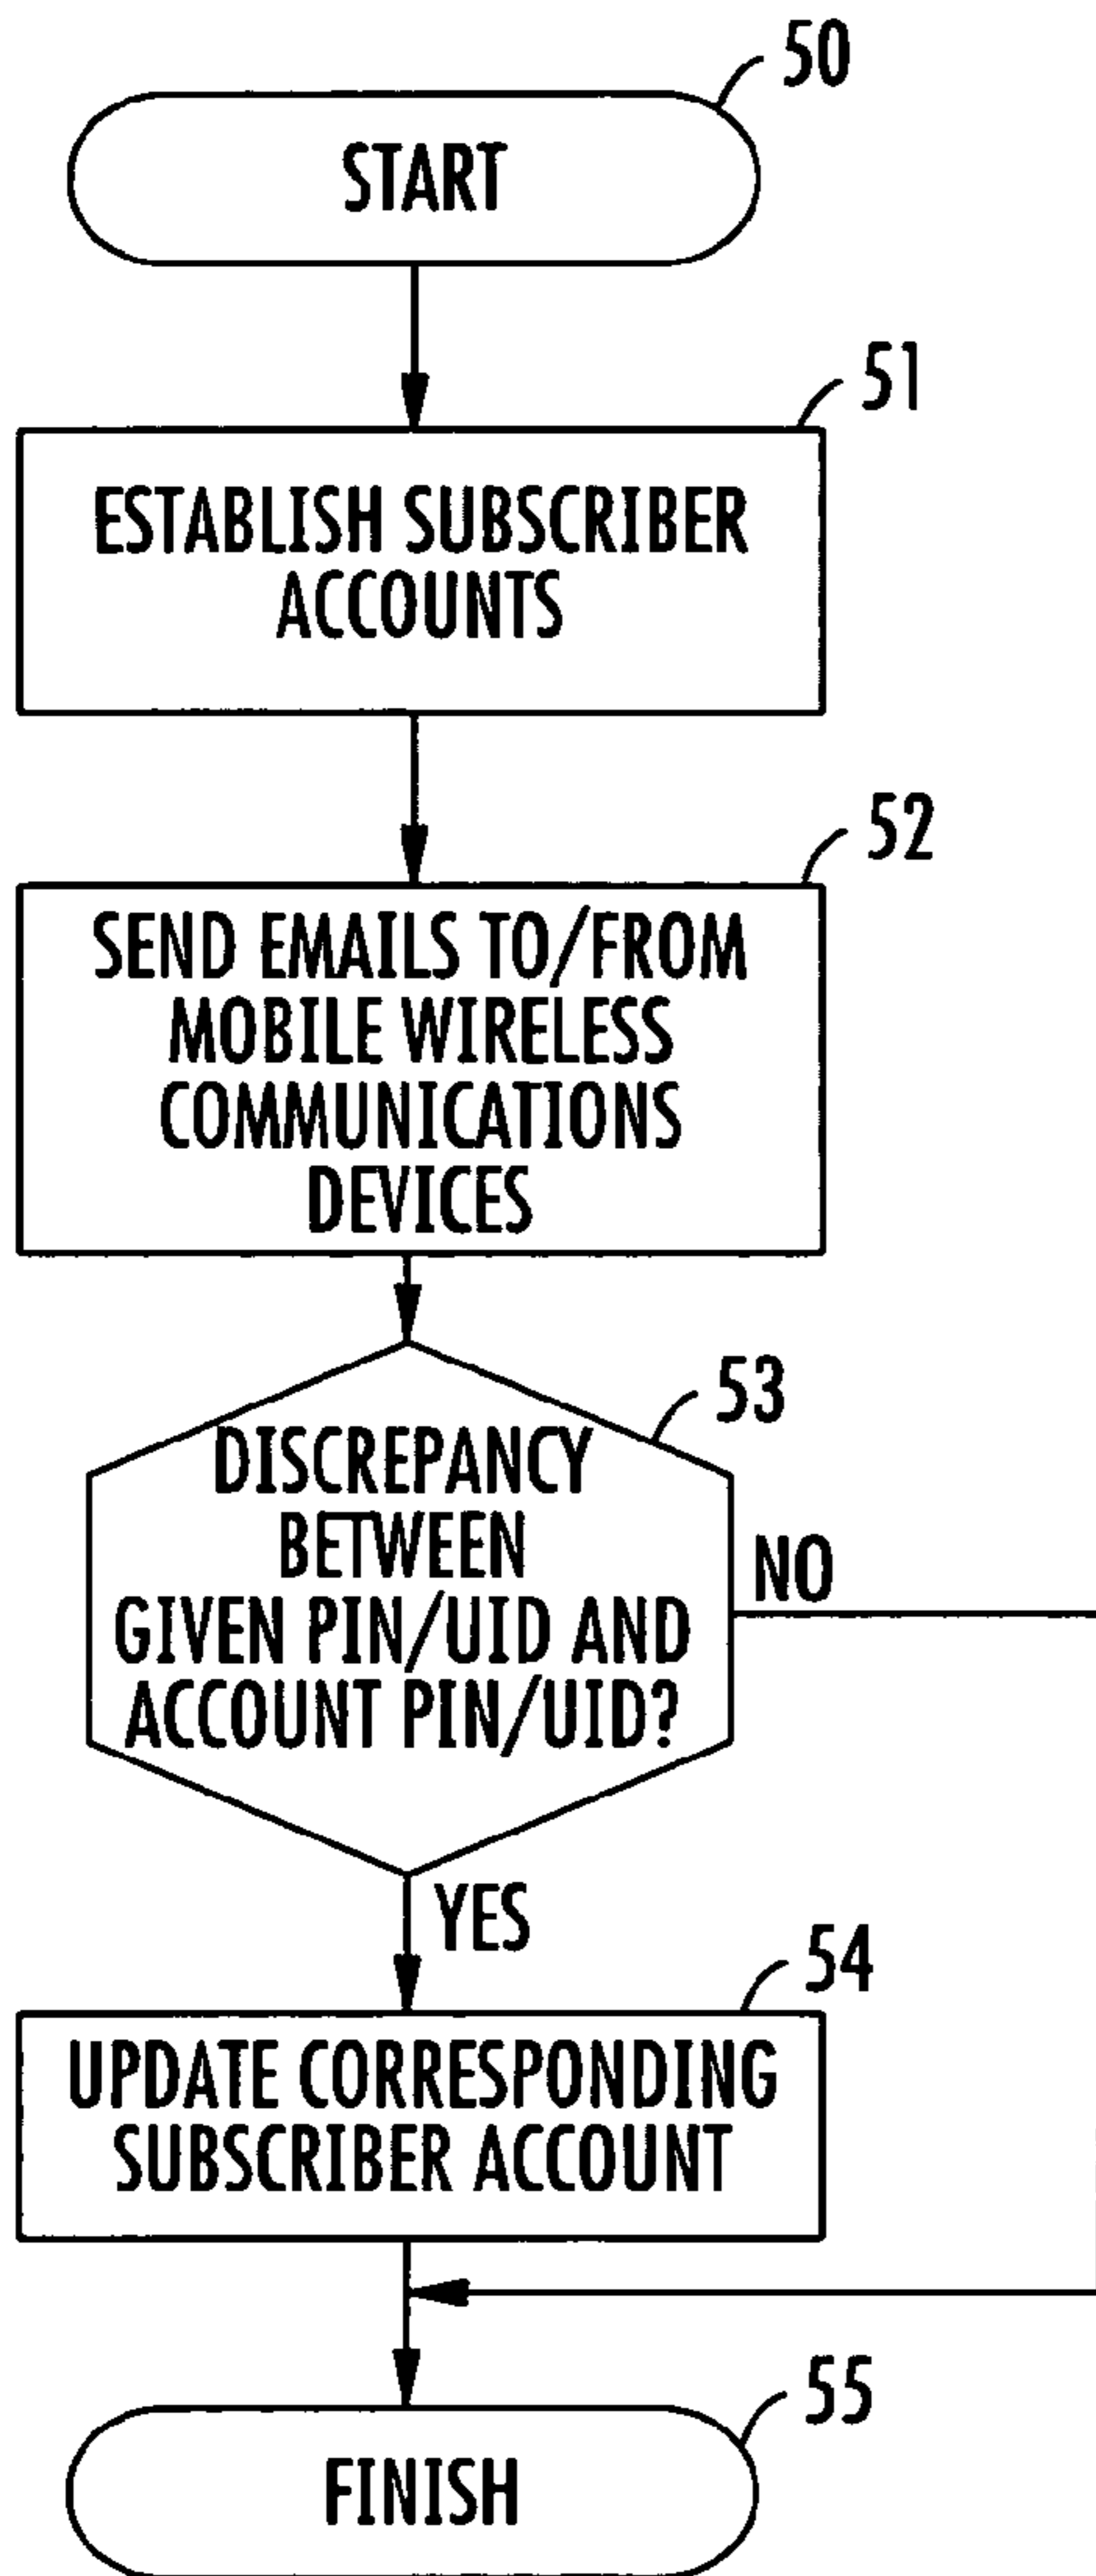 50
START
51
ESTABLISH SUBSCRIBER
ACCOUNTS
52
SEND EMAILS TO/FROM
MOBILE WIRELESS
COMMUNICATIONS
DEVICES
53
DISCREPANCY
BETWEEN
GIVEN PIN/UID AND
ACCOUNT PIN/UID?
NO
YES
54
UPDATE CORRESPONDING
SUBSCRIBER ACCOUNT
55
FINISH